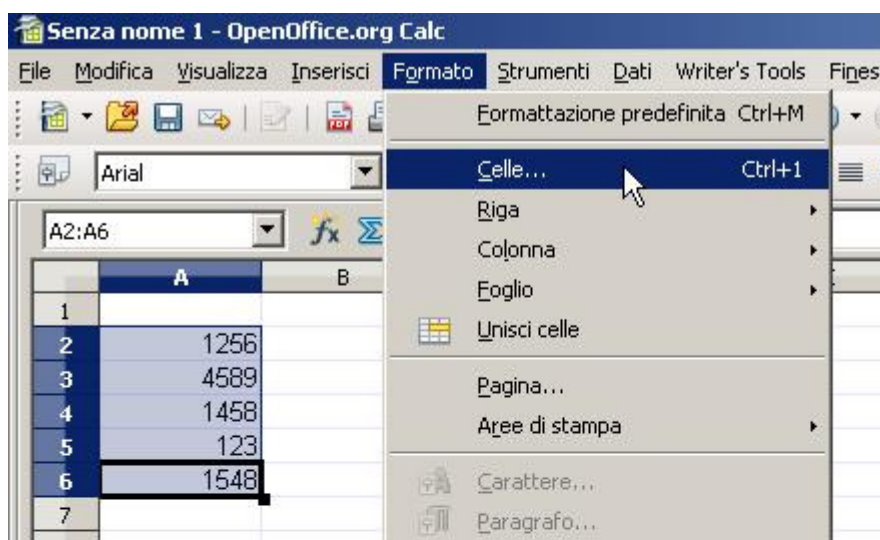 Senza nome 1 - OpenOffice.org Calc
File Modifica Visualizza Inserisci Formato Strumenti Dati Writer's Tools
Formattazione predefinita Ctrl+M
Arial
Celle... Ctrl+1
A2:A6
Riga
Colonna
A B
Foglio
1
Unisci celle
2 1256
3 4589
Pagina...
4 1458
Aree di stampa
5 123
6 1548
Carattere...
7
Paragrafo...